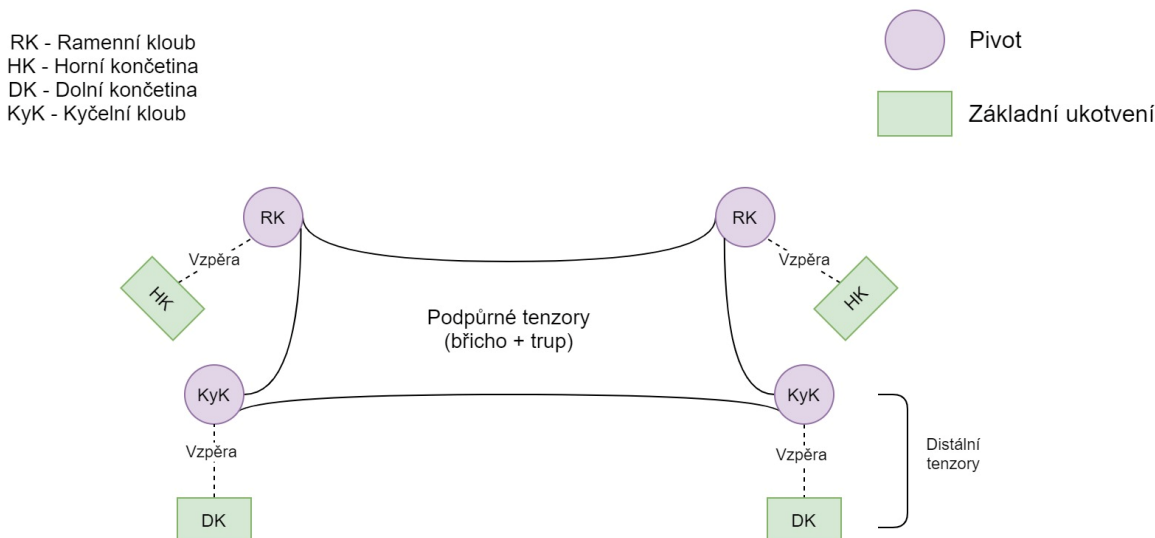 RK - Ramenní kloub
HK - Horní končetina
DK - Dolní končetina
KyK - Kyčelní kloub
Pivot
Základní ukotvení
RK
RK
Vzpěra
Vzpěra
HK
HK
Podpůrné tenzory
(břicho + trup)
KyK
KyK
Vzpěra
Vzpěra
Distální
tenzory
DK
DK